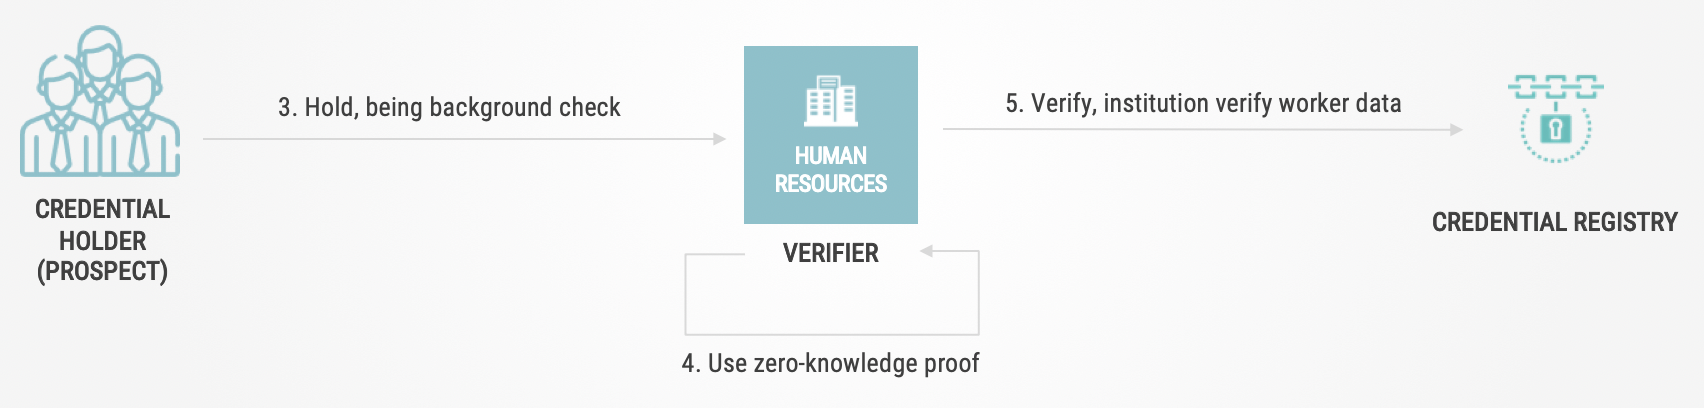 3. Hold, being background check
5. Verify, institution verify worker data
HUMAN
RESOURCES
CREDENTIAL
HOLDER
(PROSPECT)
VERIFIER
CREDENTIAL REGISTRY
4. Use zero-knowledge proof